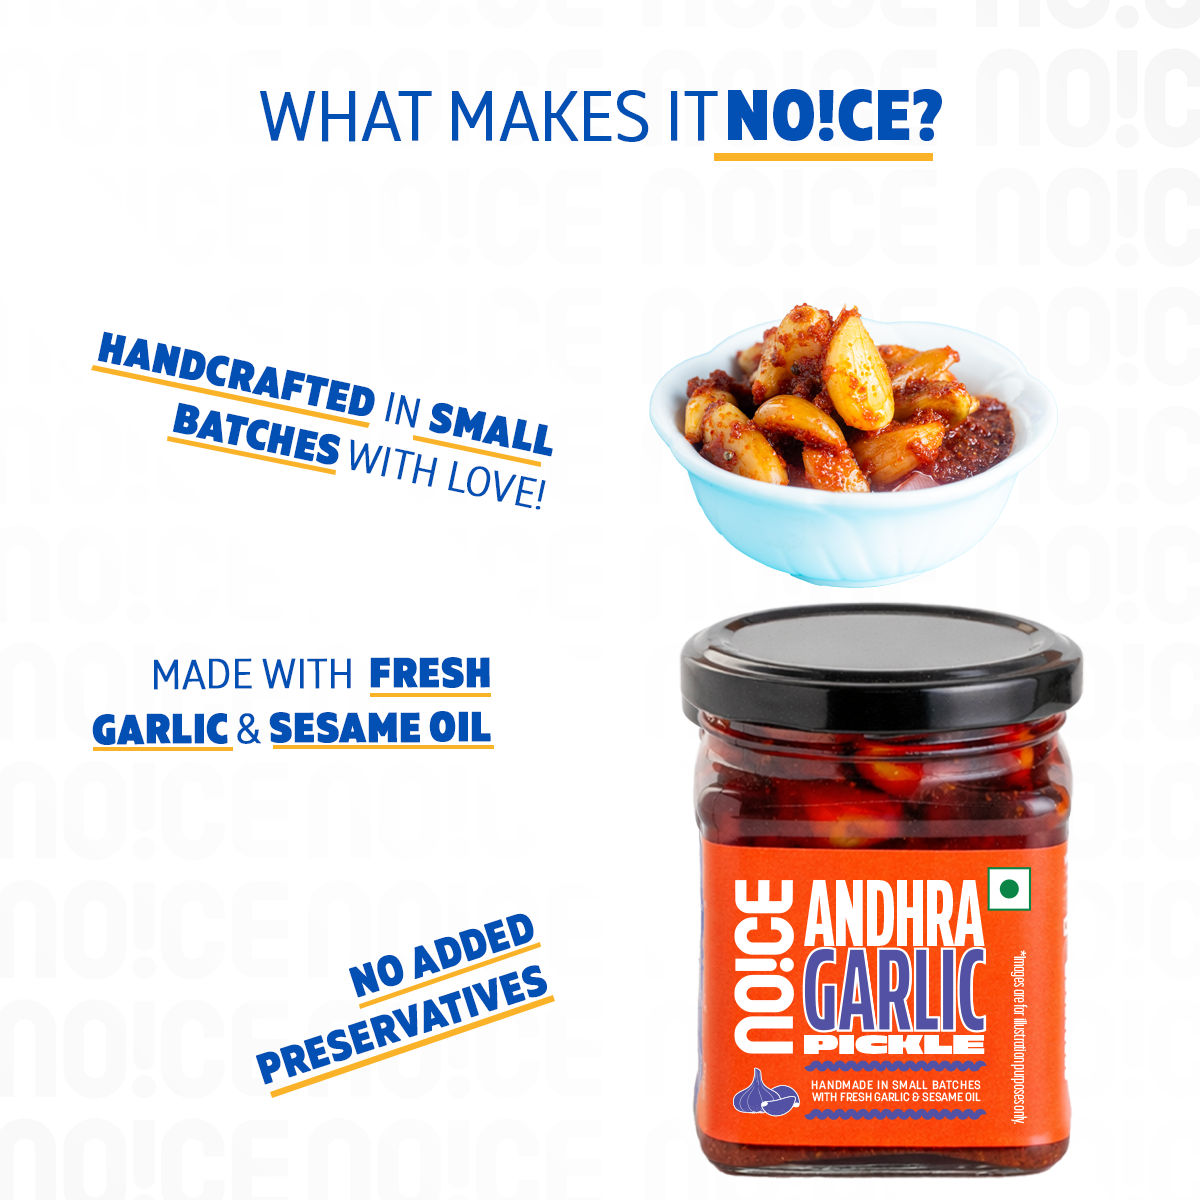 WHAT MAKES IT NO!CE?
HANDCRAFTED IN SMALL
BATCHES WITH LOVE!
MADE WITH FRESH
GARLIC & SESAME OIL
NO ADDED
PRESERVATIVES
NO!CE
ANDHRA
GARLIC
PICKLE
HANDMADE IN SMALL BATCHES
WITH FRESH GARLIC & SESAME OIL
*Images are for illustration purposes only.